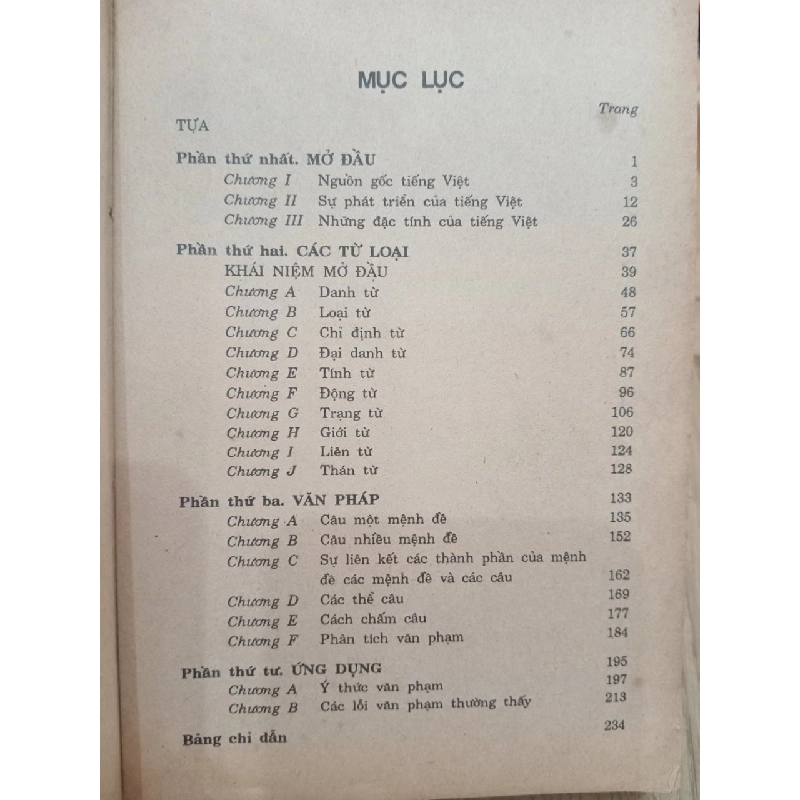 MỤC LỤC
Trang
TỰA
Phần thứ nhất. MỞ ĐẦU 1
Chương I Nguồn gốc tiếng Việt 3
Chương II Sự phát triển của tiếng Việt 12
Chương III Những đặc tính của tiếng Việt 26
Phần thứ hai. CÁC TỪ LOẠI 37
KHÁI NIỆM MỞ ĐẦU 39
Chương A Danh từ 48
Chương B Loại từ 57
Chương C Chỉ định từ 66
Chương D Đại danh từ 74
Chương E Tính từ 87
Chương F Động từ 96
Chương G Trạng từ 106
Chương H Giới từ 120
Chương I Liên từ 124
Chương J Thán từ 128
Phần thứ ba. VĂN PHÁP 133
Chương A Câu một mệnh đề 135
Chương B Câu nhiều mệnh đề 152
Chương C Sự liên kết các thành phần của mệnh
đề các mệnh đề và các câu 162
Chương D Các thể câu 169
Chương E Cách chấm câu 177
Chương F Phân tích văn phạm 184
Phần thứ tư. ỨNG DỤNG 195
Chương A Ý thức văn phạm 197
Chương B Các lỗi văn phạm thường thấy 213
Bảng chỉ dẫn 234